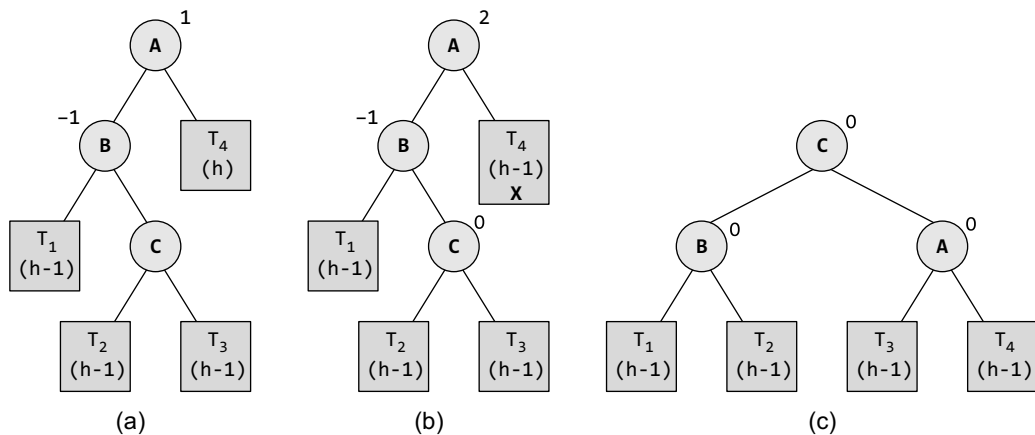 A
1
B
−1
T4
(h)
T1
(h-1)
C
T2
(h-1)
T3
(h-1)
(a)
A
2
B
−1
T4
(h-1)
X
T1
(h-1)
C
0
T2
(h-1)
T3
(h-1)
(b)
C
0
B
0
A
0
T1
(h-1)
T2
(h-1)
T3
(h-1)
T4
(h-1)
(c)